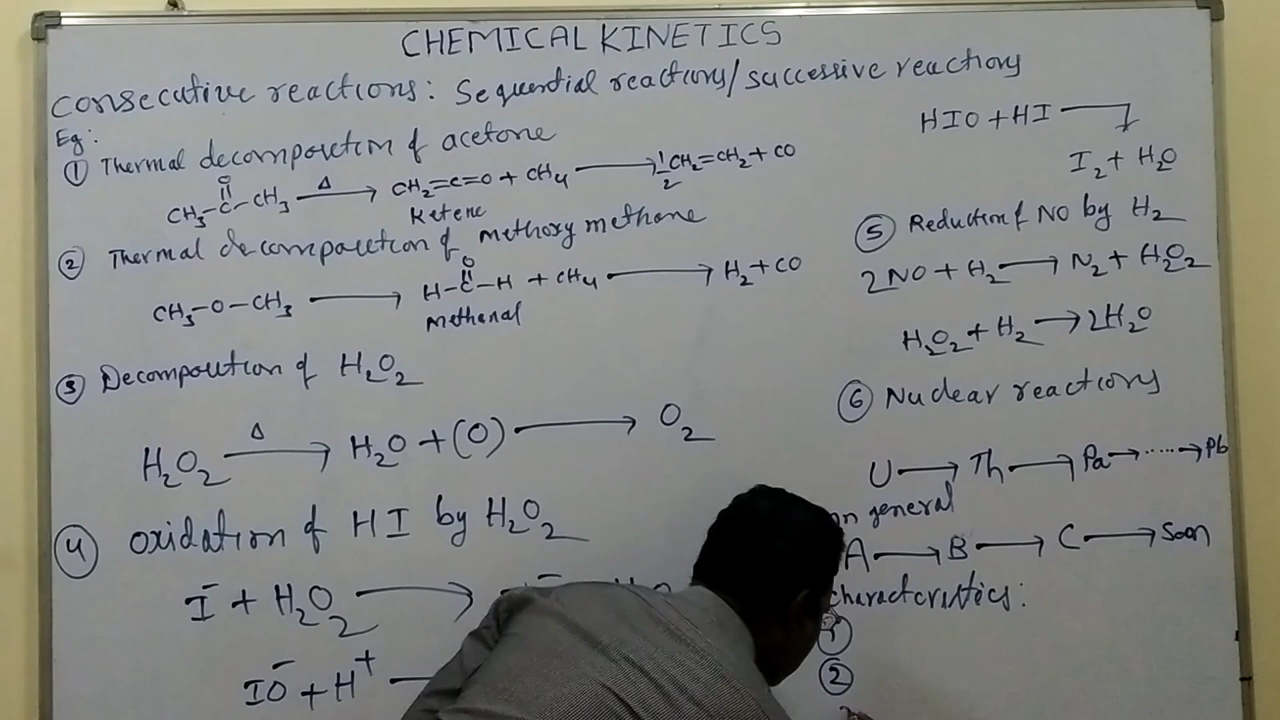 CHEMICAL KINETICS
Consecutive reactions: Sequential reactions/successive reactions
Eg:
① Thermal decomposition of acetone
O
CH₃-C-CH₃ —Δ→ CH₂=C=O + CH₄ ⟶ ½CH₂=CH₂ + CO
Ketene
② Thermal decomposition of methoxy methane
O
CH₃-O-CH₃ ⟶ H-C-H + CH₄ ⟶ H₂ + CO
Methanal
③ Decomposition of H₂O₂
H₂O₂ —Δ→ H₂O + (O) ⟶ O₂
④ oxidation of HI by H₂O₂
I⁻ + H₂O₂ ⟶
IO⁻ + H⁺ —
HIO + HI ⟶
I₂ + H₂O
⑤ Reduction of NO by H₂
2NO + H₂ ⟶ N₂ + H₂O₂
H₂O₂ + H₂ ⟶ 2H₂O
⑥ Nuclear reactions
U ⟶ Th ⟶ Pa ⟶ ..... ⟶ Pb
general
A ⟶ B ⟶ C ⟶ Soon
characteristics:
①
②